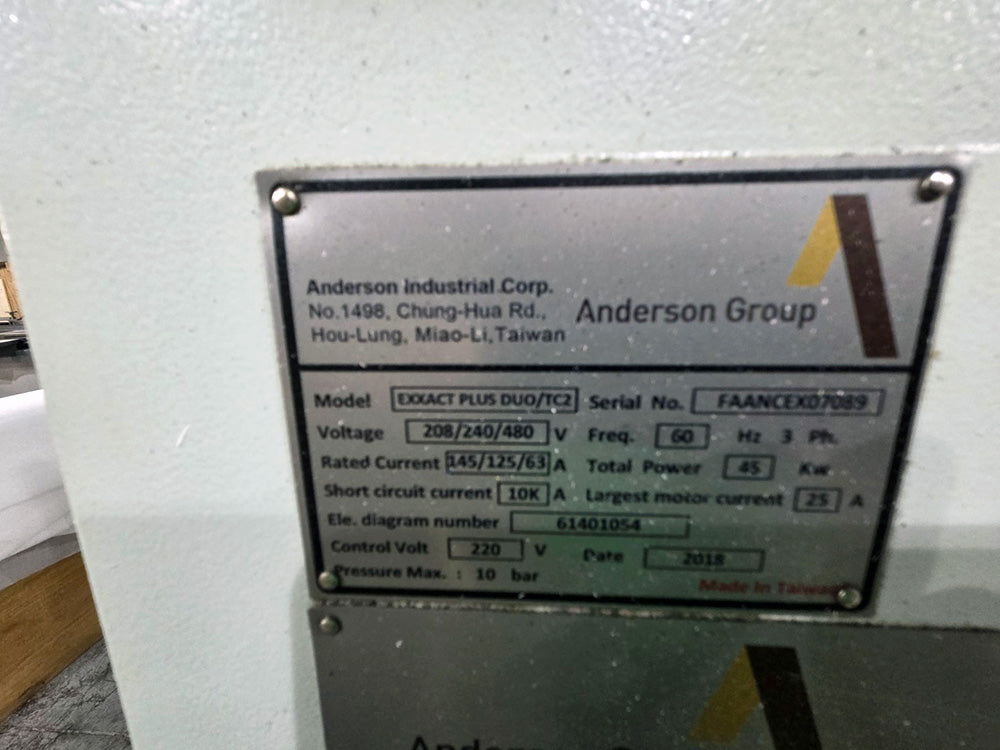 Anderson Industrial Corp.
No.1498, Chung-Hua Rd.,
Hou-Lung, Miao-Li,Taiwan
Anderson Group
Model EXXACT PLUS DUO/TC2 Serial No. FAANCEX07089
Voltage 208/240/480 V Freq. 60 Hz 3 Ph.
Rated Current 145/125/63 A Total Power 45 Kw
Short circuit current 10K A Largest motor current 25 A
Ele. diagram number 61401054
Control Volt 220 V Date 2018
Pressure Max. : 10 bar
Made In Taiwan